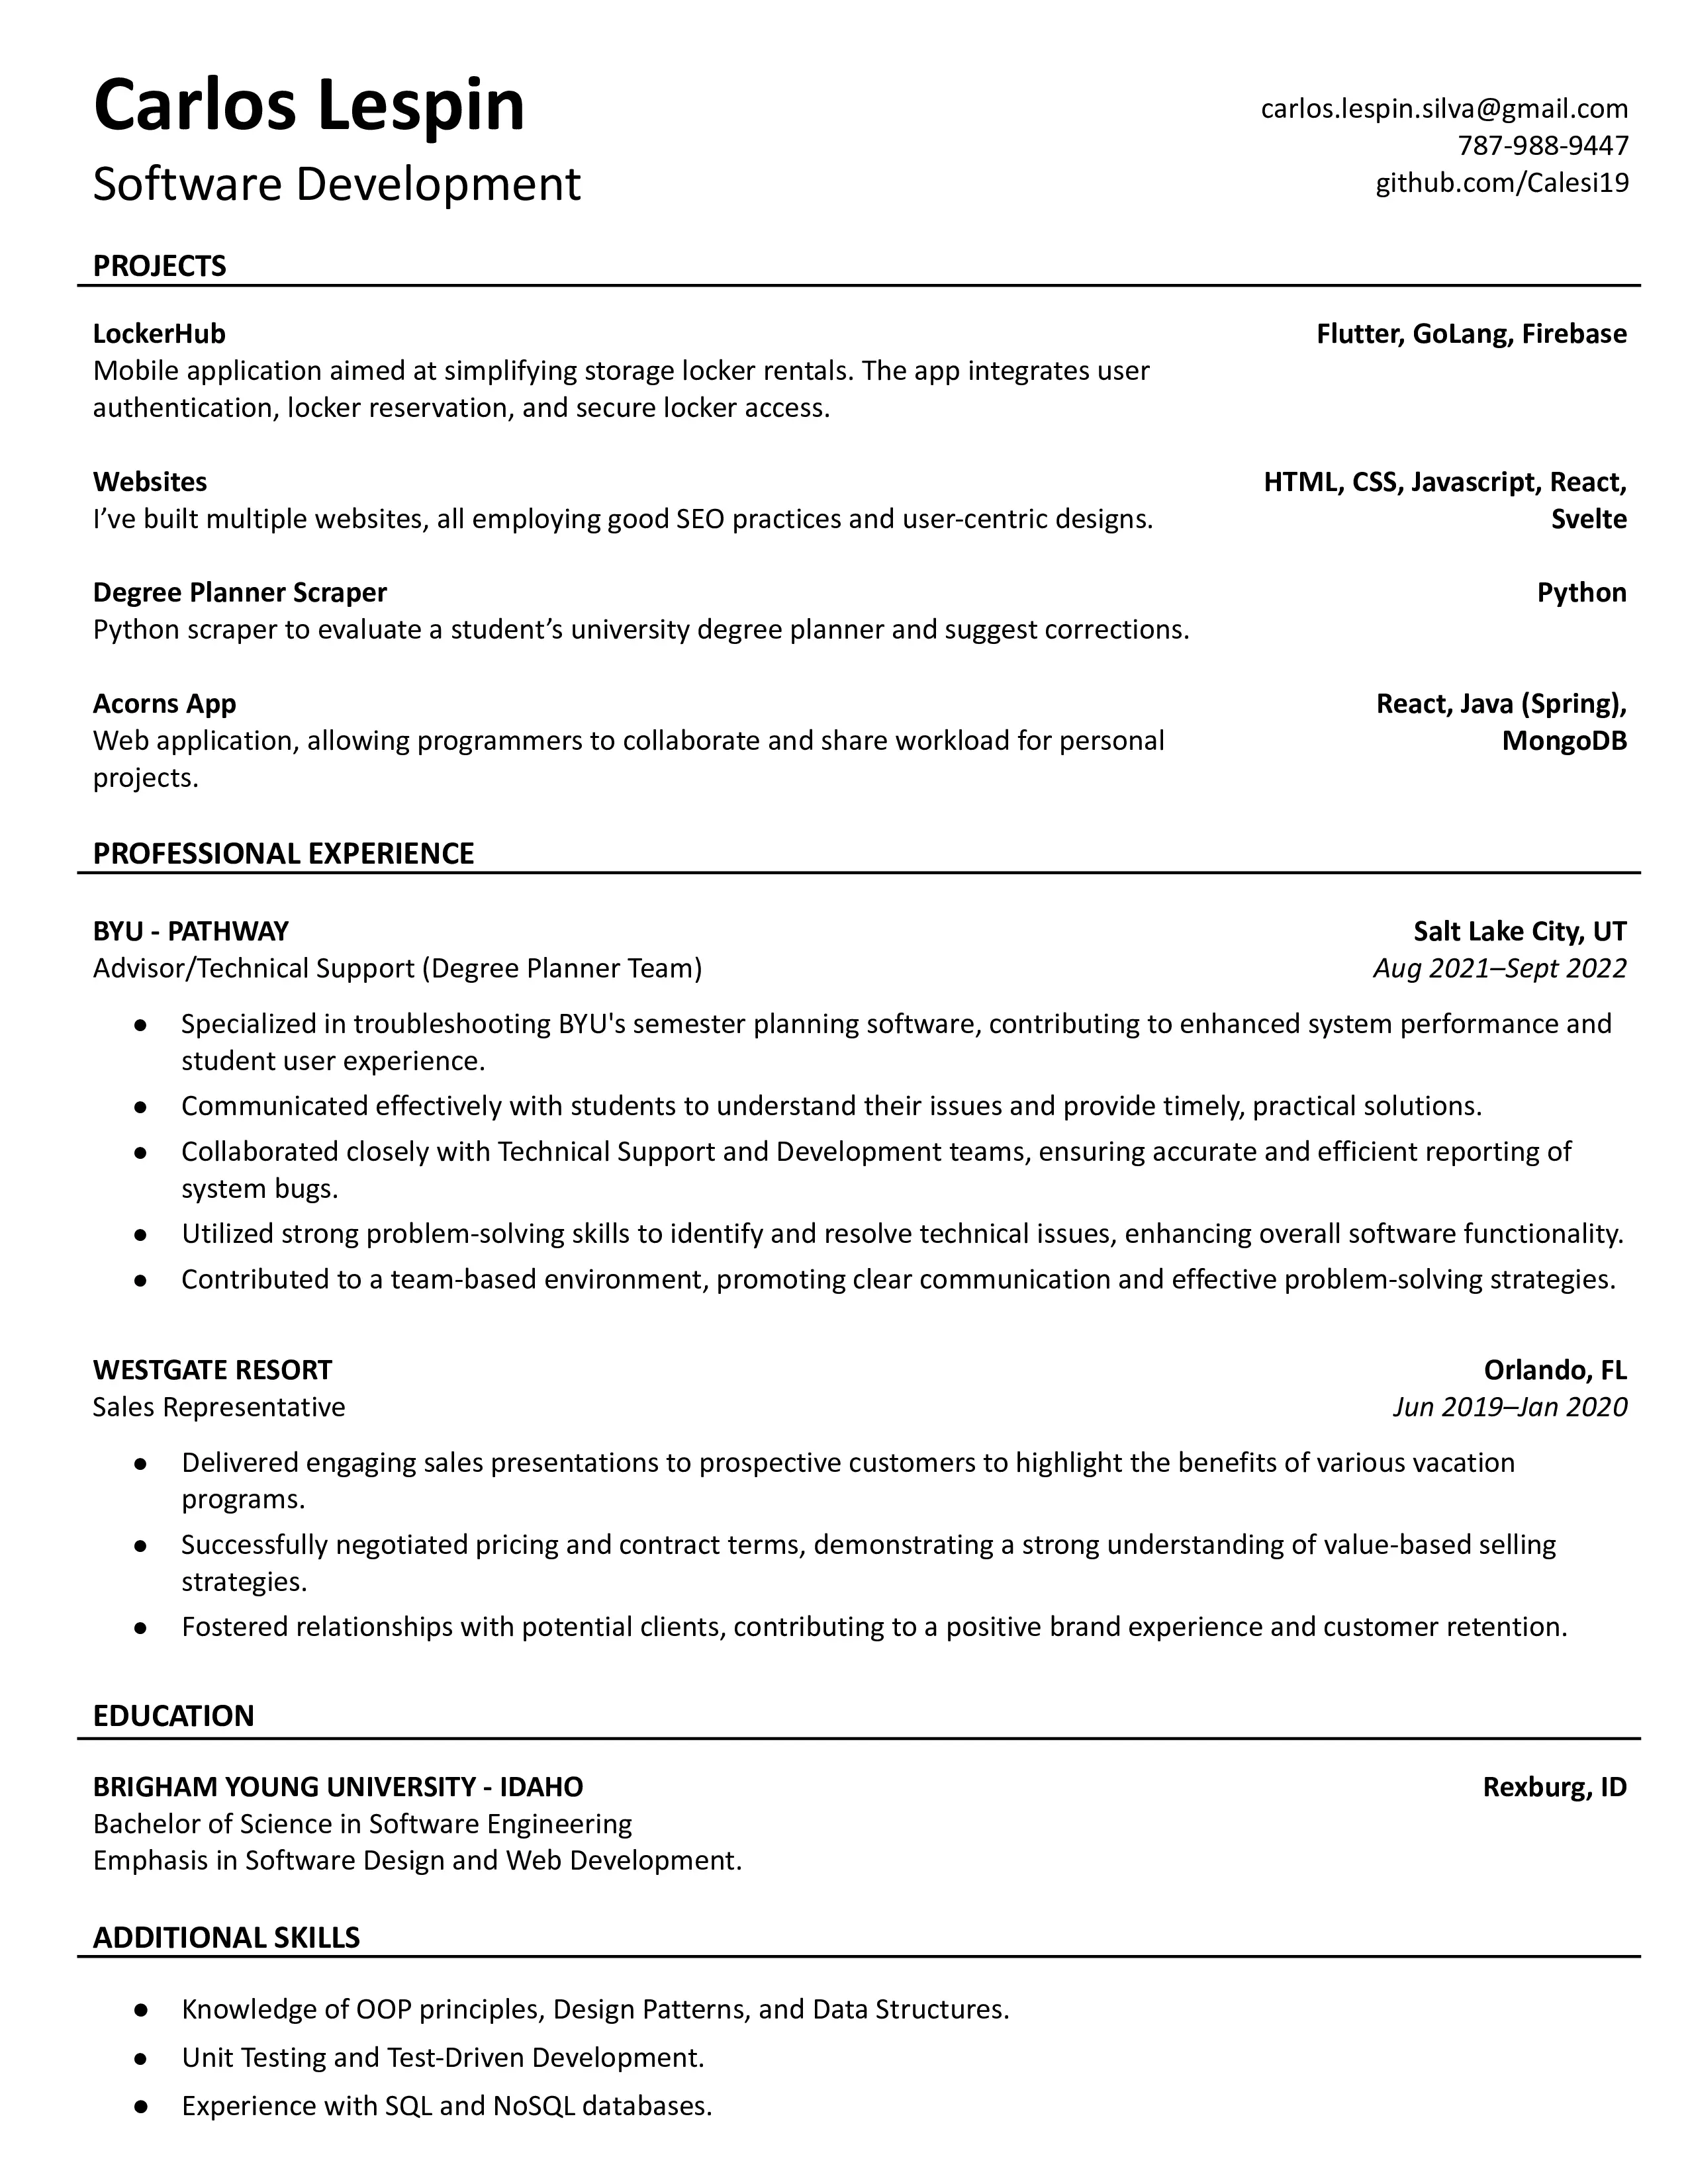 Carlos Lespin
Software Development
carlos.lespin.silva@gmail.com
787-988-9447
github.com/Calesi19
PROJECTS
LockerHub
Flutter, GoLang, Firebase
Mobile application aimed at simplifying storage locker rentals. The app integrates user
authentication, locker reservation, and secure locker access.
Websites
HTML, CSS, Javascript, React,
I’ve built multiple websites, all employing good SEO practices and user-centric designs.
Svelte
Degree Planner Scraper
Python
Python scraper to evaluate a student’s university degree planner and suggest corrections.
Acorns App
React, Java (Spring),
Web application, allowing programmers to collaborate and share workload for personal
MongoDB
projects.
PROFESSIONAL EXPERIENCE
BYU - PATHWAY
Salt Lake City, UT
Advisor/Technical Support (Degree Planner Team)
Aug 2021–Sept 2022
● Specialized in troubleshooting BYU's semester planning software, contributing to enhanced system performance and
student user experience.
● Communicated effectively with students to understand their issues and provide timely, practical solutions.
● Collaborated closely with Technical Support and Development teams, ensuring accurate and efficient reporting of
system bugs.
● Utilized strong problem-solving skills to identify and resolve technical issues, enhancing overall software functionality.
● Contributed to a team-based environment, promoting clear communication and effective problem-solving strategies.
WESTGATE RESORT
Orlando, FL
Sales Representative
Jun 2019–Jan 2020
● Delivered engaging sales presentations to prospective customers to highlight the benefits of various vacation
programs.
● Successfully negotiated pricing and contract terms, demonstrating a strong understanding of value-based selling
strategies.
● Fostered relationships with potential clients, contributing to a positive brand experience and customer retention.
EDUCATION
BRIGHAM YOUNG UNIVERSITY - IDAHO
Rexburg, ID
Bachelor of Science in Software Engineering
Emphasis in Software Design and Web Development.
ADDITIONAL SKILLS
● Knowledge of OOP principles, Design Patterns, and Data Structures.
● Unit Testing and Test-Driven Development.
● Experience with SQL and NoSQL databases.